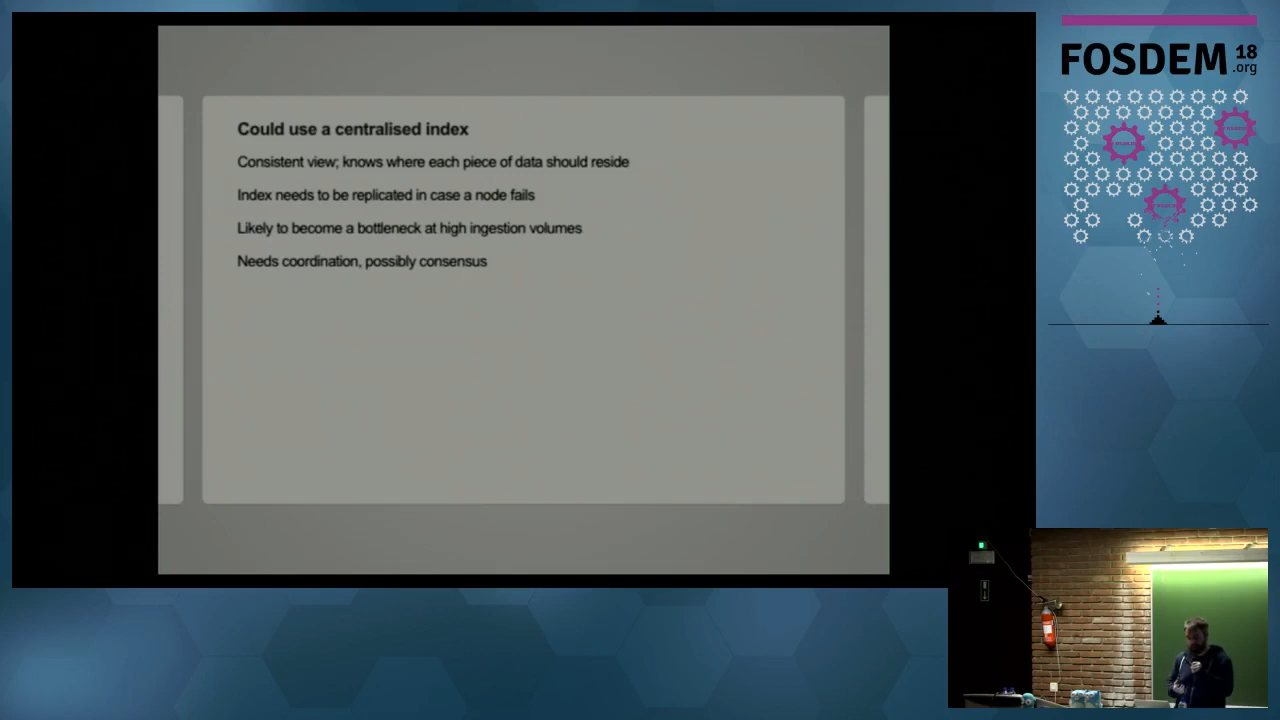 Could use a centralised index
Consistent view; knows where each piece of data should reside
Index needs to be replicated in case a node fails
Likely to become a bottleneck at high ingestion volumes
Needs coordination, possibly consensus
FOSDEM 18
.org